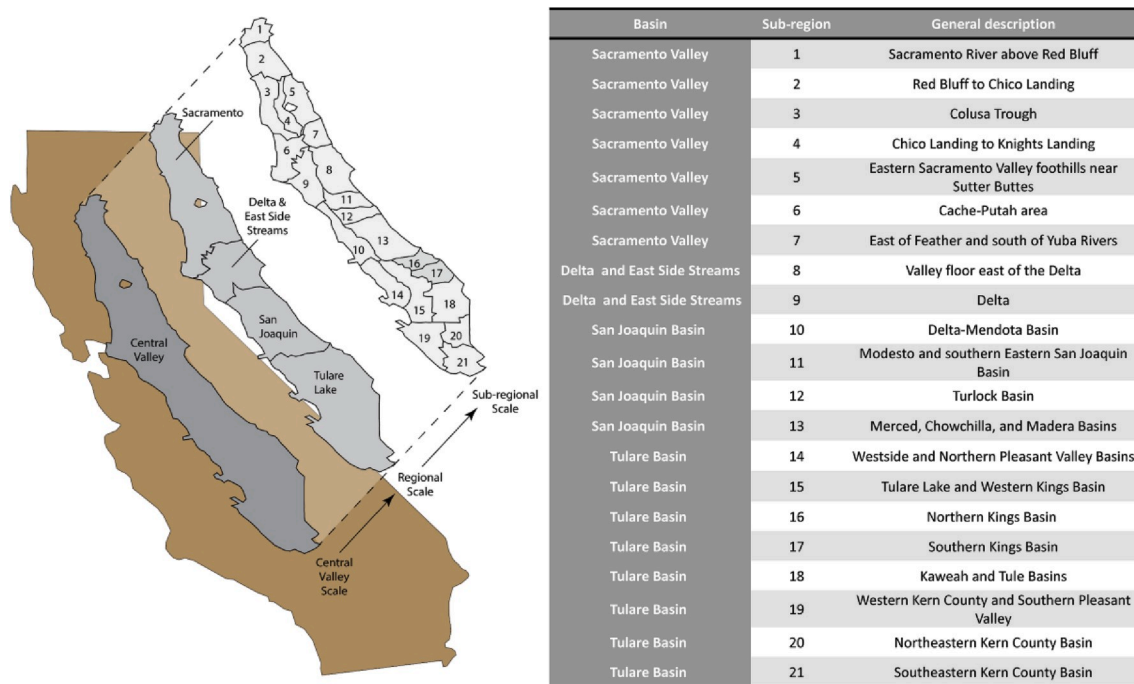 1
2
3
5
4
7
6
8
9
11
12
10
13
16
17
14
15
18
19
20
21
Sacramento
Delta &
East Side
Streams
San
Joaquin
Tulare
Lake
Central
Valley
Sub-regional
Scale
Regional
Scale
Central
Valley
Scale
Basin Sub-region General description
Sacramento Valley 1 Sacramento River above Red Bluff
Sacramento Valley 2 Red Bluff to Chico Landing
Sacramento Valley 3 Colusa Trough
Sacramento Valley 4 Chico Landing to Knights Landing
Sacramento Valley 5 Eastern Sacramento Valley foothills near
Sutter Buttes
Sacramento Valley 6 Cache-Putah area
Sacramento Valley 7 East of Feather and south of Yuba Rivers
Delta and East Side Streams 8 Valley floor east of the Delta
Delta and East Side Streams 9 Delta
San Joaquin Basin 10 Delta-Mendota Basin
San Joaquin Basin 11 Modesto and southern Eastern San Joaquin
Basin
San Joaquin Basin 12 Turlock Basin
San Joaquin Basin 13 Merced, Chowchilla, and Madera Basins
Tulare Basin 14 Westside and Northern Pleasant Valley Basins
Tulare Basin 15 Tulare Lake and Western Kings Basin
Tulare Basin 16 Northern Kings Basin
Tulare Basin 17 Southern Kings Basin
Tulare Basin 18 Kaweah and Tule Basins
Tulare Basin 19 Western Kern County and Southern Pleasant
Valley
Tulare Basin 20 Northeastern Kern County Basin
Tulare Basin 21 Southeastern Kern County Basin